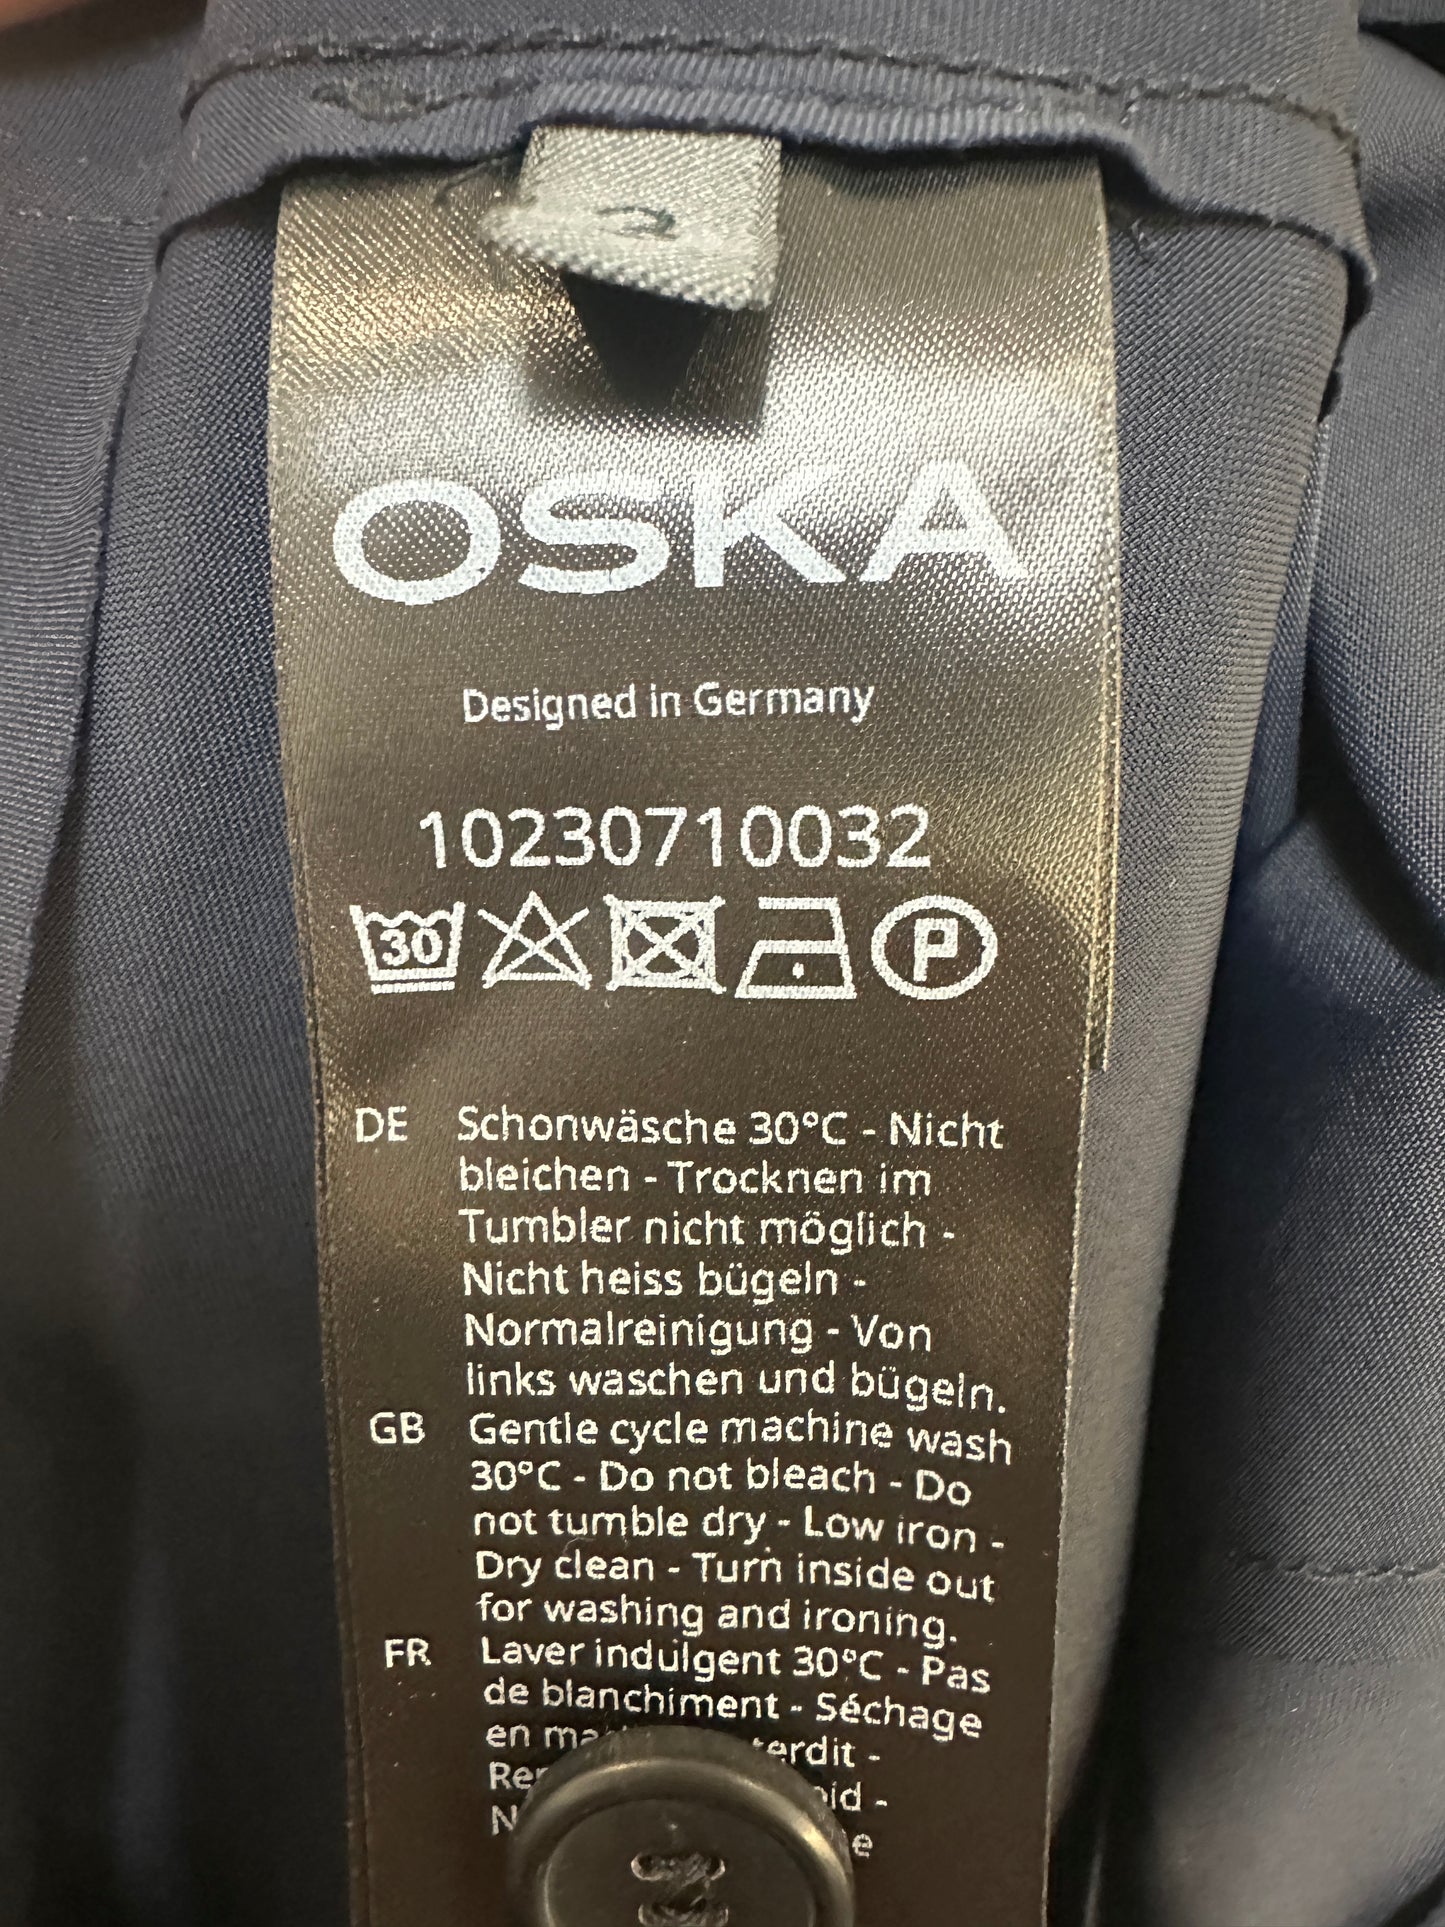 2
OSKA
Designed in Germany
10230710032
30 P
DE Schonwäsche 30°C - Nicht
bleichen - Trocknen im
Tumbler nicht möglich -
Nicht heiss bügeln -
Normalreinigung - Von
links waschen und bügeln.
GB Gentle cycle machine wash
30°C - Do not bleach - Do
not tumble dry - Low iron -
Dry clean - Turn inside out
for washing and ironing.
FR Laver indulgent 30°C - Pas
de blanchiment - Séchage
en